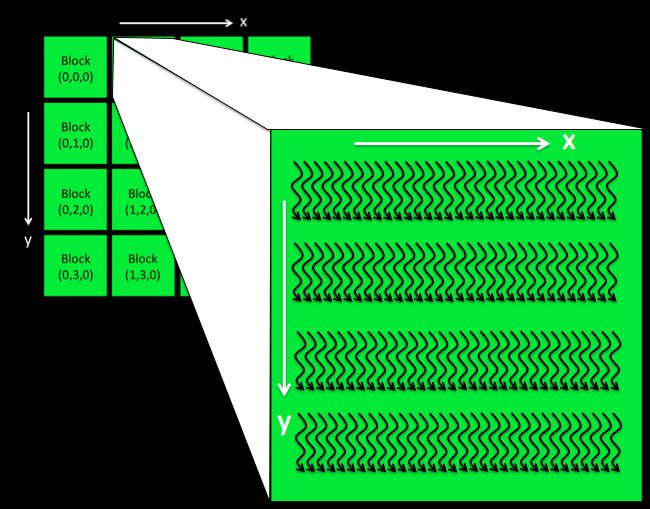 x
Block
(0,0,0)
Block
(0,1,0)
y
Block
(0,2,0)
Block
(0,3,0)
Block
(1,3,0)
x
y